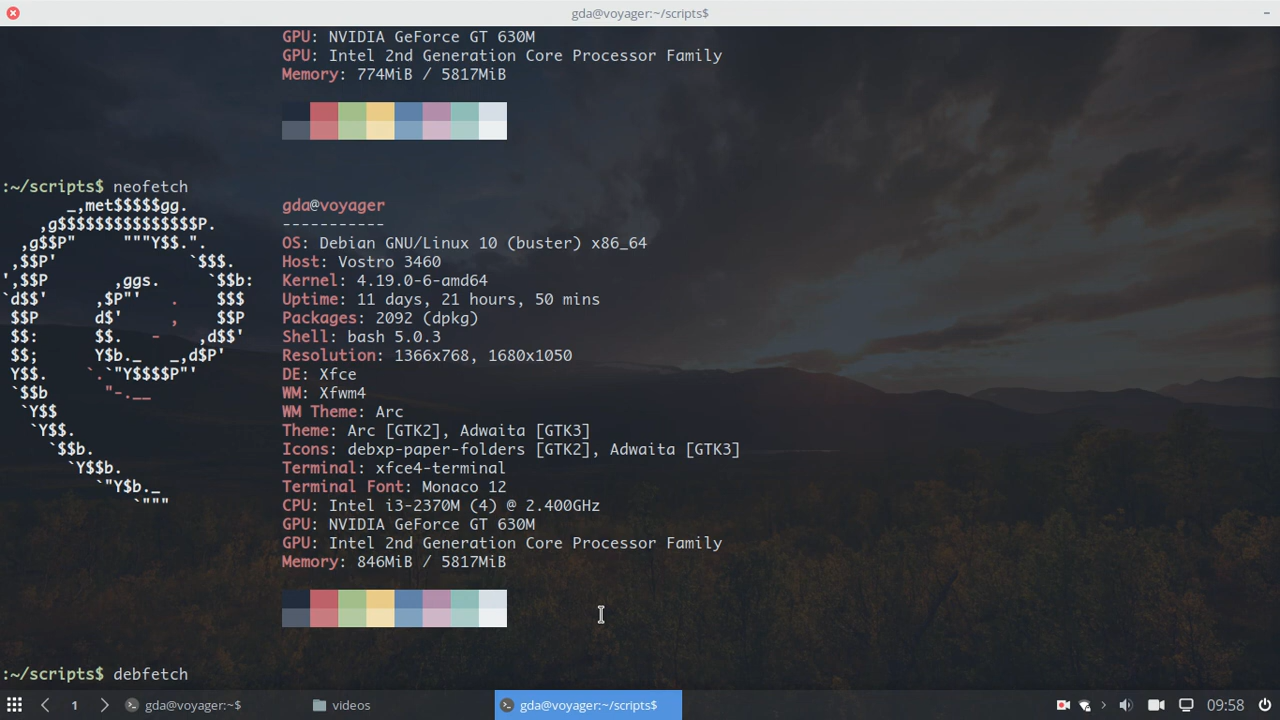 gda@voyager:~/scripts$
GPU: NVIDIA GeForce GT 630M
GPU: Intel 2nd Generation Core Processor Family
Memory: 774MiB / 5817MiB
:~/scripts$ neofetch
       _,met$$$$$gg.          gda@voyager
    ,g$$$$$$$$$$$$$$$P.       -----------
  ,g$$P"     """Y$$.".        OS: Debian GNU/Linux 10 (buster) x86_64
 ,$$P'              `$$$.     Host: Vostro 3460
',$$P       ,ggs.     `$$b:   Kernel: 4.19.0-6-amd64
`d$$'     ,$P"'   .    $$$    Uptime: 11 days, 21 hours, 50 mins
 $$P      d$'     ,    $$P    Packages: 2092 (dpkg)
 $$:      $$.   -    ,d$$'    Shell: bash 5.0.3
 $$;      Y$b._   _,d$P'      Resolution: 1366x768, 1680x1050
 Y$$.    `.`"Y$$$$P"'         DE: Xfce
 `$$b      "-.__              WM: Xfwm4
  `Y$$                        WM Theme: Arc
   `Y$$.                      Theme: Arc [GTK2], Adwaita [GTK3]
     `$$b.                    Icons: debxp-paper-folders [GTK2], Adwaita [GTK3]
       `Y$$b.                 Terminal: xfce4-terminal
          `"Y$b._             Terminal Font: Monaco 12
              `"""            CPU: Intel i3-2370M (4) @ 2.400GHz
GPU: NVIDIA GeForce GT 630M
GPU: Intel 2nd Generation Core Processor Family
Memory: 846MiB / 5817MiB
:~/scripts$ debfetch
1 gda@voyager:~$ videos gda@voyager:~/scripts$ 09:58